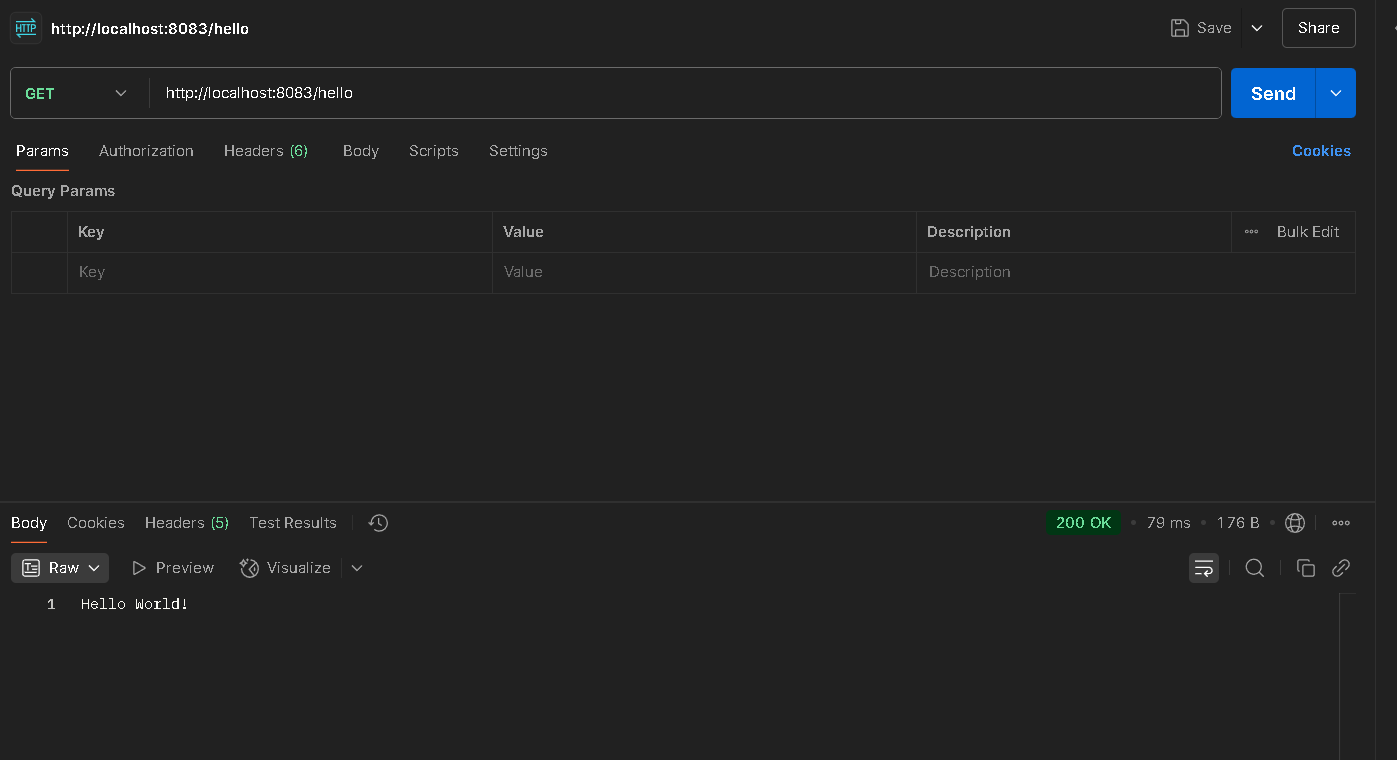 HTTP http://localhost:8083/hello Save Share
GET http://localhost:8083/hello Send
Params Authorization Headers (6) Body Scripts Settings Cookies
Query Params
Key Value Description Bulk Edit
Key Value Description
Body Cookies Headers (5) Test Results 200 OK • 79 ms • 176 B •
Raw Preview Visualize
1 Hello World!